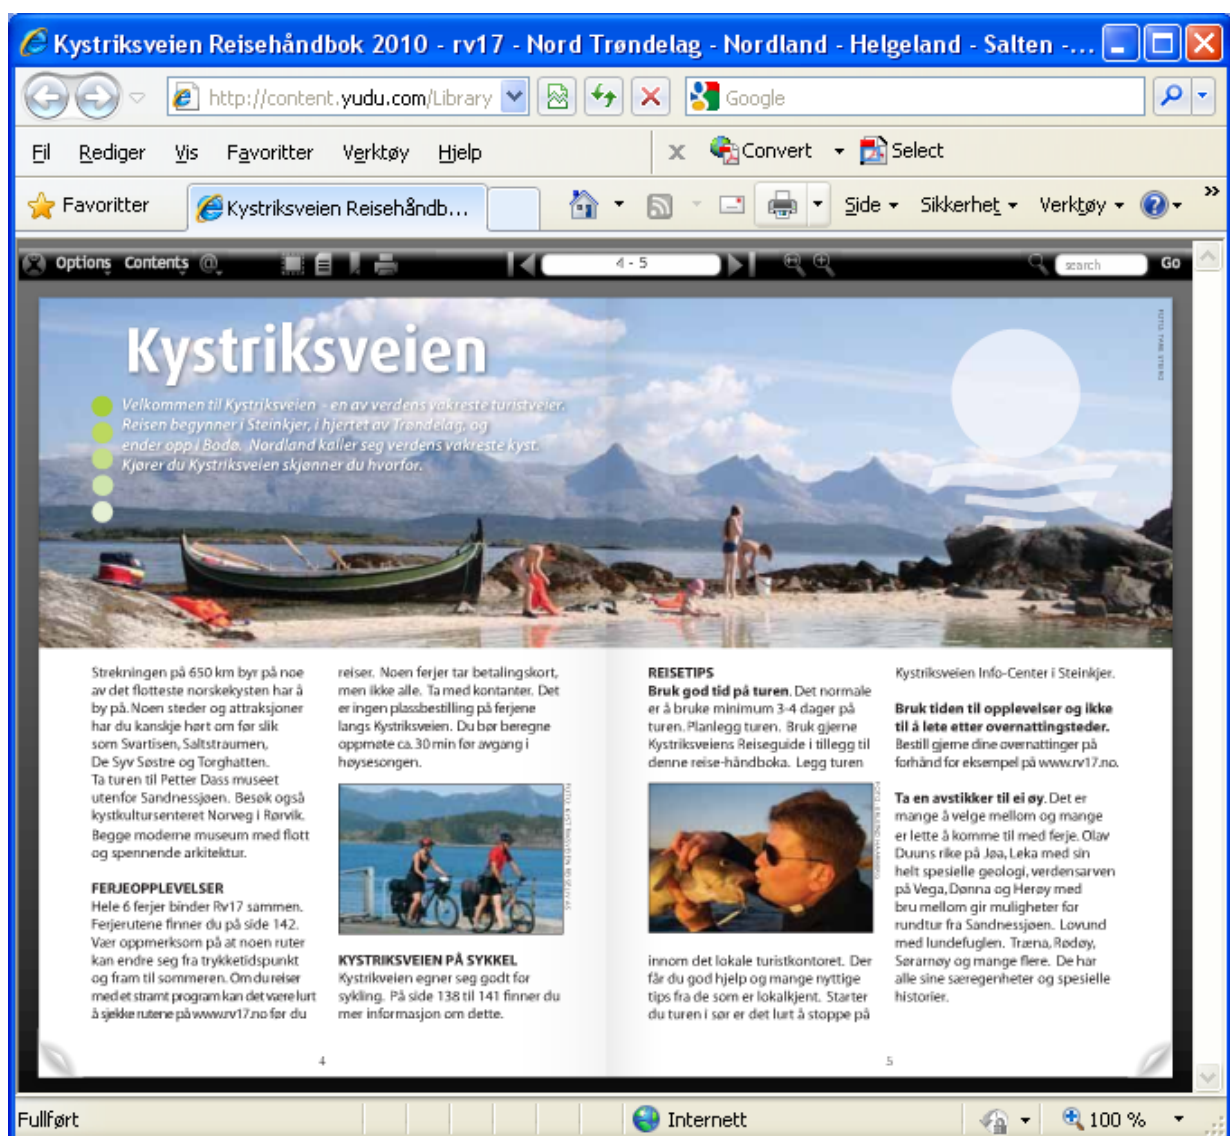 Kystriksveien Reisehåndbok 2010 - rv17 - Nord Trøndelag - Nordland - Helgeland - Salten -...
http://content.yudu.com/Library
Google
Fil Rediger Vis Favoritter Verktøy Hjelp
x Convert Select
Favoritter
Kystriksveien Reisehåndb...
Side Sikkerhet Verktøy »
Options Contents @
4 - 5
search Go
Kystriksveien
Velkommen til Kystriksveien - en av verdens vakreste turistveier.
Reisen begynner i Steinkjer, i hjertet av Trøndelag, og
ender opp i Bodø. Nordland kaller seg verdens vakreste kyst.
Kjører du Kystriksveien skjønner du hvorfor.
Strekningen på 650 km byr på noe
av det flotteste norskekysten har å
by på. Noen steder og attraksjoner
har du kanskje hørt om før slik
som Svartisen, Saltstraumen,
De Syv Søstre og Torghatten.
Ta turen til Petter Dass museet
utenfor Sandnessjøen. Besøk også
kystkultursenteret Norveg i Rørvik.
Begge moderne museum med flott
og spennende arkitektur.
FERJEOPPLEVELSER
Hele 6 ferjer binder Rv17 sammen.
Ferjerutene finner du på side 142.
Vær oppmerksom på at noen ruter
kan endre seg fra trykketidspunkt
og fram til sommeren. Om du reiser
med et stramt program kan det være lurt
å sjekke rutene på www.rv17.no før du
reiser. Noen ferjer tar betalingskort,
men ikke alle. Ta med kontanter. Det
er ingen plassbestilling på ferjene
langs Kystriksveien. Du bør beregne
oppmøte ca. 30 min før avgang i
høysesongen.
KYSTRIKSVEIEN PÅ SYKKEL
Kystrikveien egner seg godt for
sykling. På side 138 til 141 finner du
mer informasjon om dette.
4
REISETIPS
Bruk god tid på turen. Det normale
er å bruke minimum 3-4 dager på
turen. Planlegg turen. Bruk gjerne
Kystriksveiens Reiseguide i tillegg til
denne reise-håndboka. Legg turen
innom det lokale turistkontoret. Der
får du god hjelp og mange nyttige
tips fra de som er lokalkjent. Starter
du turen i sør er det lurt å stoppe på
Kystriksveien Info-Center i Steinkjer.
Bruk tiden til opplevelser og ikke
til å lete etter overnattingsteder.
Bestill gjerne dine overnattinger på
forhånd for eksempel på www.rv17.no.
Ta en avstikker til ei øy. Det er
mange å velge mellom og mange
er lette å komme til med ferje. Olav
Duuns rike på Jøa, Leka med sin
helt spesielle geologi, verdensarven
på Vega, Dønna og Herøy med
bru mellom gir muligheter for
rundtur fra Sandnessjøen. Lovund
med lundefuglen. Træna, Rødøy,
Sørarnøy og mange flere. De har
alle sine særegenheter og spesielle
historier.
5
Fullført
Internett
100 %